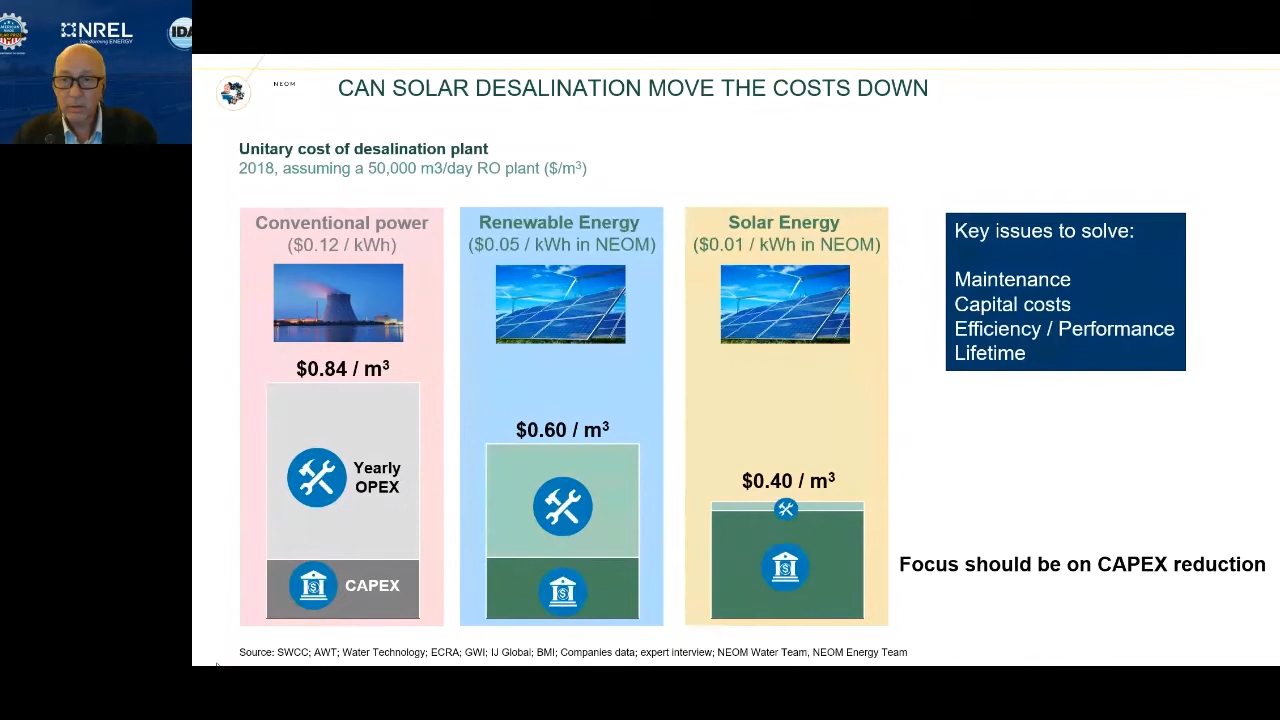 NREL
Transforming ENERGY
IDA
NEOM
CAN SOLAR DESALINATION MOVE THE COSTS DOWN
Unitary cost of desalination plant
2018, assuming a 50,000 m3/day RO plant ($/m³)
Conventional power
($0.12 / kWh)
$0.84 / m³
Yearly
OPEX
CAPEX
Renewable Energy
($0.05 / kWh in NEOM)
$0.60 / m³
Solar Energy
($0.01 / kWh in NEOM)
$0.40 / m³
Key issues to solve:
Maintenance
Capital costs
Efficiency / Performance
Lifetime
Focus should be on CAPEX reduction
Source: SWCC; AWT; Water Technology; ECRA; GWI; IJ Global; BMI; Companies data; expert interview; NEOM Water Team, NEOM Energy Team